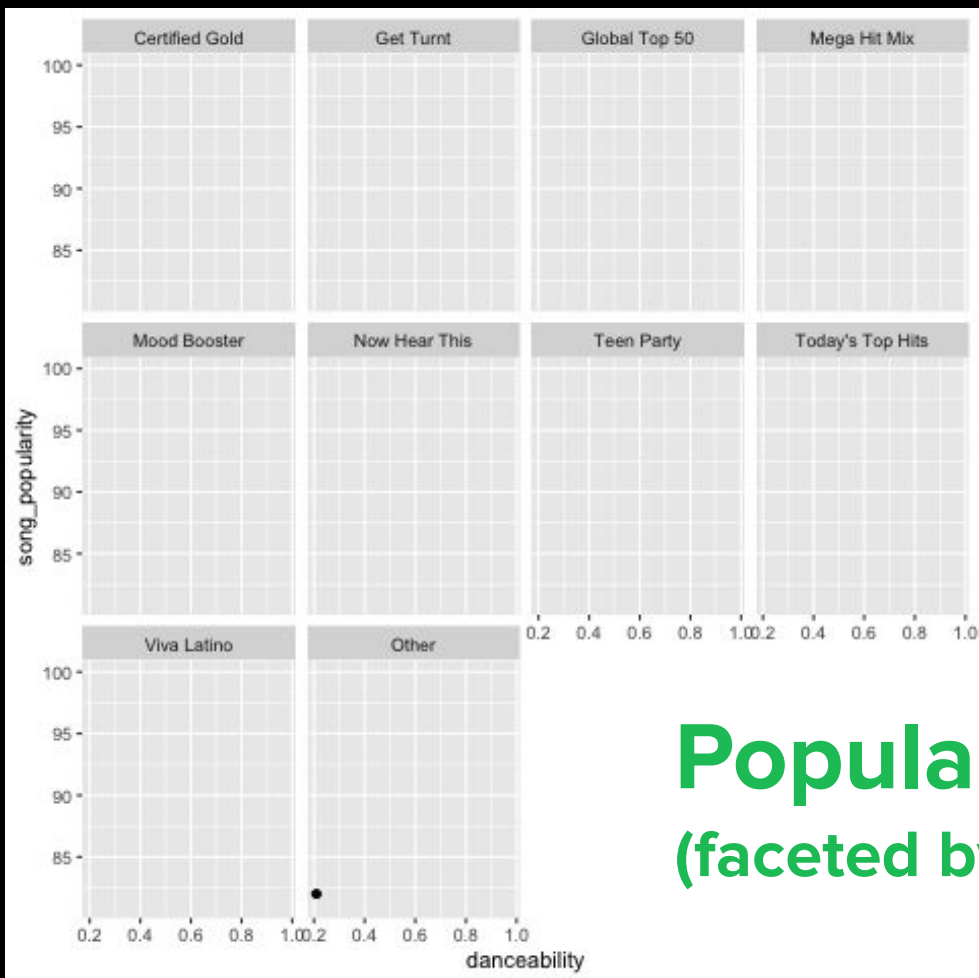 Certified Gold Get Turnt Global Top 50 Mega Hit Mix
100
95
90
85
Mood Booster Now Hear This Teen Party Today's Top Hits
100
95
90
85
song_popularity
0.2 0.4 0.6 0.8 1.0 0.2 0.4 0.6 0.8 1.0
Viva Latino Other
100
95
90
85
0.2 0.4 0.6 0.8 1.0 0.2 0.4 0.6 0.8 1.0
danceability
Popula
(faceted b